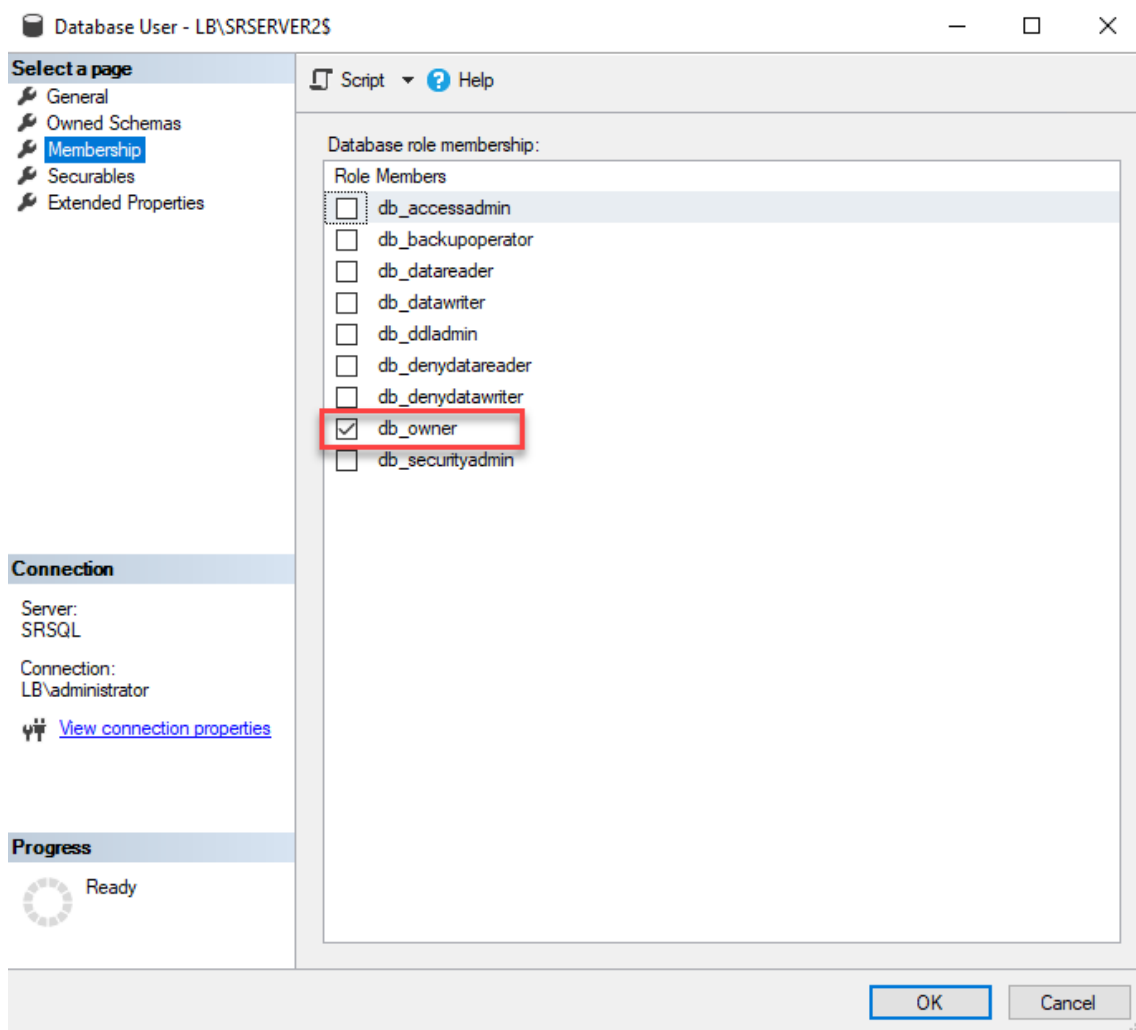 Database User - LB\SRSERVER2$
Select a page
General
Owned Schemas
Membership
Securables
Extended Properties
Script
Help
Database role membership:
Role Members
db_accessadmin
db_backupoperator
db_datareader
db_datawriter
db_ddladmin
db_denydatareader
db_denydatawriter
db_owner
db_securityadmin
Connection
Server:
SRSQL
Connection:
LB\administrator
View connection properties
Progress
Ready
OK
Cancel